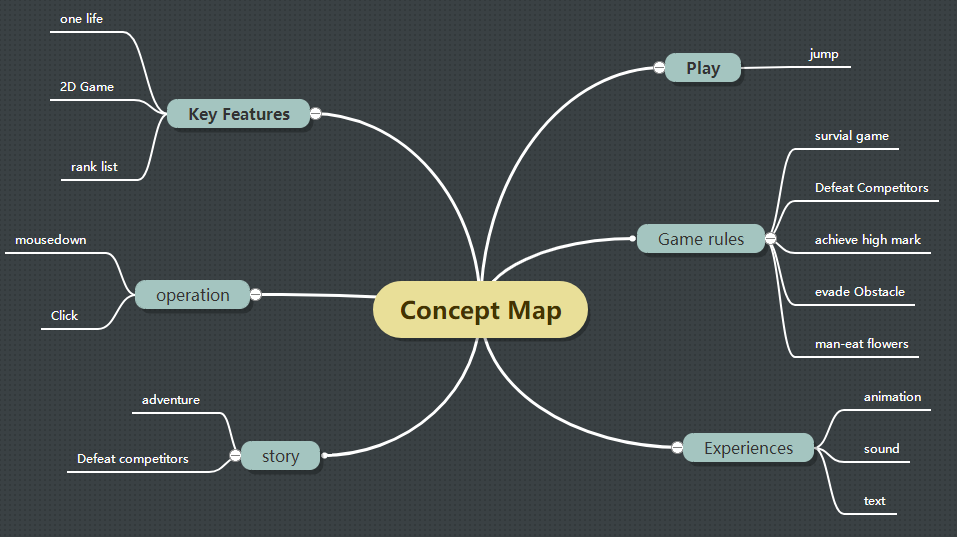 Concept Map
Key Features
one life
2D Game
rank list
operation
mousedown
Click
story
adventure
Defeat competitors
Play
jump
Game rules
survial game
Defeat Competitors
achieve high mark
evade Obstacle
man-eat flowers
Experiences
animation
sound
text